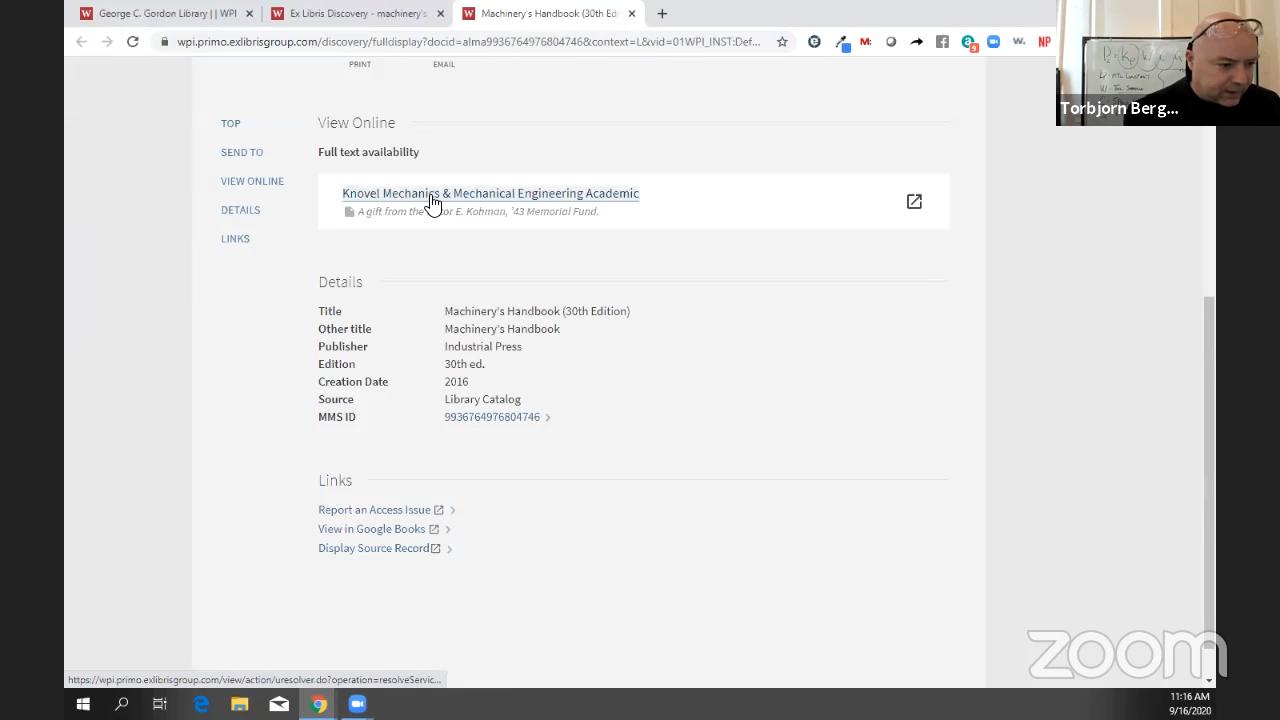 George C. Gordon Library | | WPI
Ex Libris Discovery - machinery's
Machinery's Handbook (30th Ed
wpi.primo.exlibrisgroup.com/discovery/fulldisplay?docid=alma9936764976804746&context=L&vid=01WPI_INST:Def...
M:
a
9
W.
NP
PRINT
EMAIL
Torbjorn Berg...
TOP
SEND TO
VIEW ONLINE
DETAILS
LINKS
View Online
Full text availability
Knovel Mechanics & Mechanical Engineering Academic
A gift from the or E. Kohman, '43 Memorial Fund.
Details
Title Machinery's Handbook (30th Edition)
Other title Machinery's Handbook
Publisher Industrial Press
Edition 30th ed.
Creation Date 2016
Source Library Catalog
MMS ID 9936764976804746
Links
Report an Access Issue
View in Google Books
Display Source Record
zoom
https://wpi.primo.exlibrisgroup.com/view/action/uresolver.do?operation=resolveServic...
11:16 AM
9/16/2020